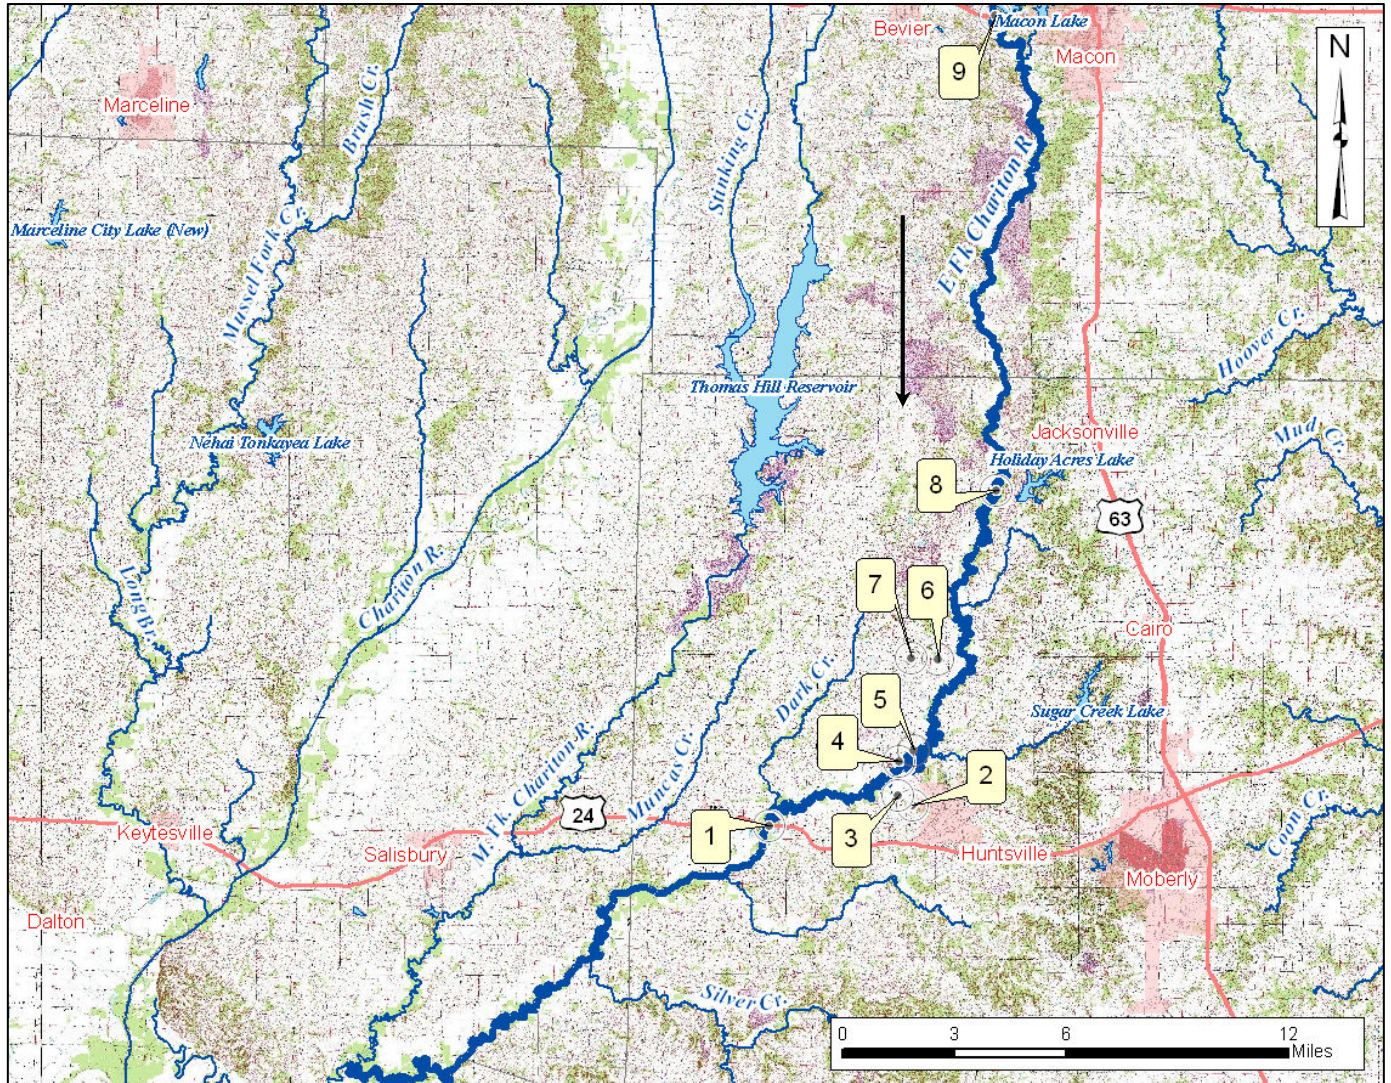 Bevier
Macon Lake
Macon
N
9
Marceline
Brush Cr.
Stinking Cr.
E Fk Chariton R.
Mussel Fork Cr.
Marceline City Lake (New)
Hoover Cr.
Thomas Hill Reservoir
Nehai Tonkayea Lake
Jacksonville
Holiday Acres Lake
Mud Cr.
8
63
Long Br.
Chariton R.
7
6
Cairo
Dark Cr.
5
Sugar Creek Lake
4
2
M. Fk. Chariton R.
Muncas Cr.
24
1
3
Keytesville
Salisbury
Huntsville
Coon Cr.
Moberly
Dalton
Silver Cr.
0 3 6 12
Miles